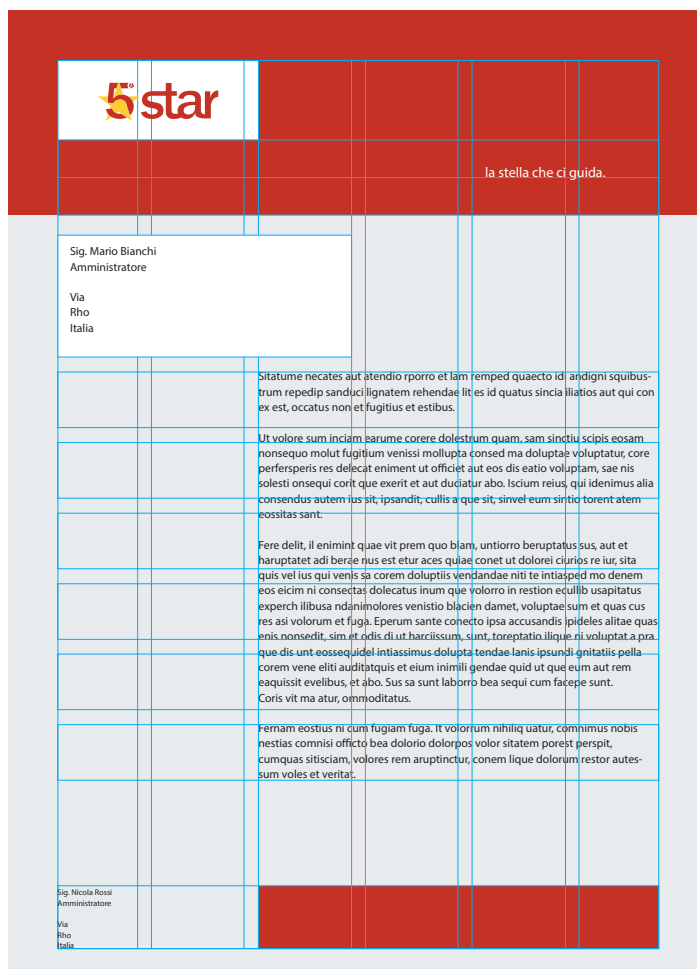 5 star
la stella che ci guida.
Sig. Mario Bianchi
Amministratore
Via
Rho
Italia
Sitatume necates aut atendio rporro et lam remped quaecto idi andigni squibus-
trum repedip sanduci lignatem rehendae lit es id quatus sincia iliatios aut qui con
ex est, occatus non et fugitius et estibus.
Ut volore sum inciam earume corere dolestrum quam, sam sinctiu scipis eosam
nonsequo molut fugitium venissi mollupta consed ma doluptae voluptatur, core
perfersperis res delecat eniment ut officiet aut eos dis eatio voluptam, sae nis
solesti onsequi corit que exerit et aut duciatur abo. Iscium reius, qui idenimus alia
consendus autem ius sit, ipsandit, cullis a que sit, sinvel eum sintio torent atem
eossitas sant.
Fere delit, il enimint quae vit prem quo blam, untiorro beruptatus sus, aut et
haruptatet adi berae nus est etur aces quiae conet ut dolorei ciurios re iur, sita
quis vel ius qui venis sa corem doluptiis vendandae niti te intiasped mo denem
eos eicim ni consectas dolecatus inum que volorro in restion edullib usapitatus
experch ilibusa ndanimolores venistio blacien damet, voluptae sum et quas cus
res asi volorum et fuga. Eperum sante conecto ipsa accusandis ipideles alitae quas
enis nonsedit, sim et odis di ut harciissum, sunt, toreptatio ilique ni voluptat a pra
que dis unt eossequidel intiassimus dolupta tendae lanis ipsundi gnitatiis pella
corem vene eliti auditatquis et eium inimili gendae quid ut que eum aut rem
eaquissit evelibus, et abo. Sus sa sunt laborro bea sequi cum facepe sunt.
Coris vit ma atur, ommoditatus.
Fernam eostius ni cum fugiam fuga. It volorrum nihiliq uatur, comnimus nobis
nestias comnisi officto bea dolorio dolorpos volor sitatem porest perspit,
cumquas sitisciam, volores rem aruptinctur, conem lique dolorum restor autes-
sum voles et veritat.
Sig. Nicola Rossi
Amministratore
Via
Rho
Italia